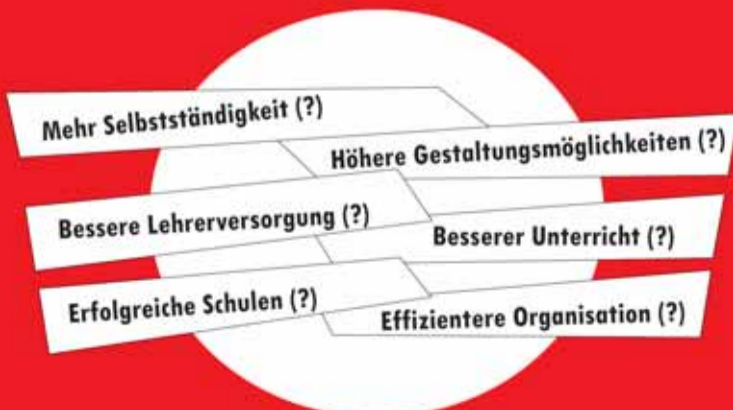 Mehr Selbstständigkeit (?)
Höhere Gestaltungsmöglichkeiten (?)
Bessere Lehrerversorgung (?)
Besserer Unterricht (?)
Erfolgreiche Schulen (?)
Effizientere Organisation (?)